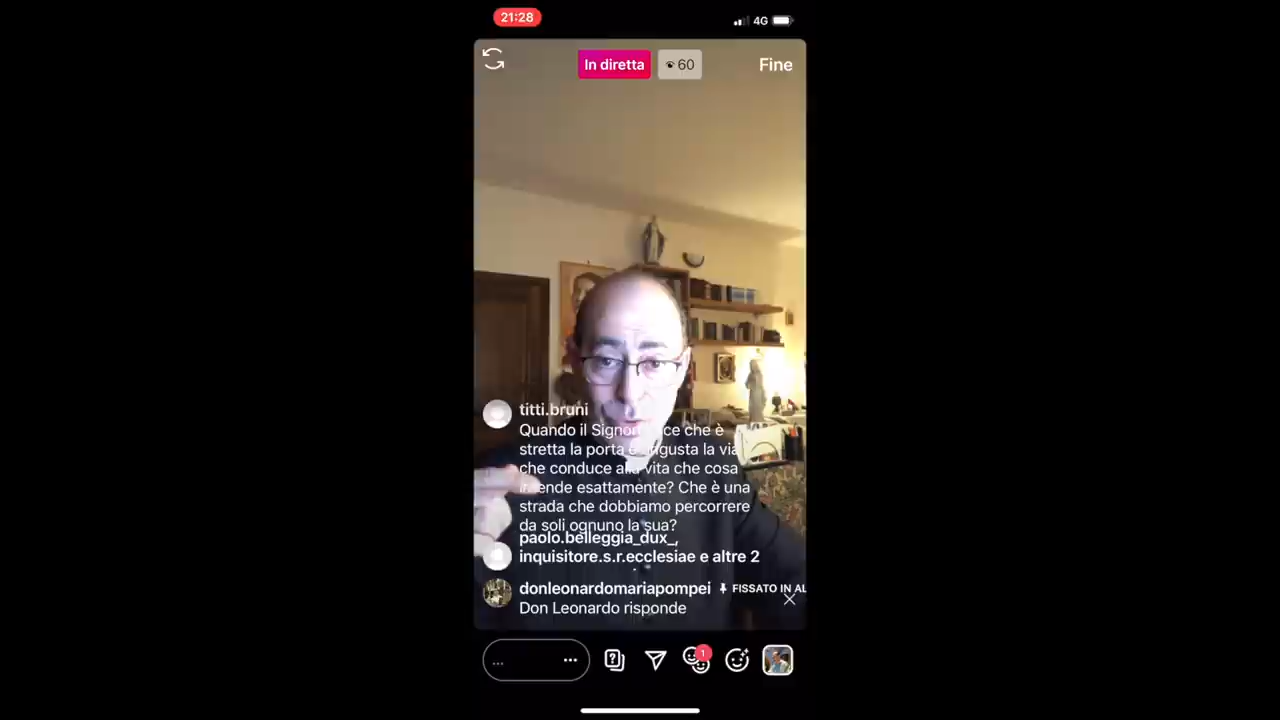 21:28
4G
In diretta
60
Fine
titti.bruni
Quando il Signore dice che è
stretta la porta e angusta la via
che conduce alla vita che cosa
intende esattamente? Che è una
strada che dobbiamo percorrere
da soli ognuno la sua?
paolo.belleggia_dux_,
inquisitore.s.r.ecclesiae e altre 2
donleonardomariapompei FISSATO IN AL
Don Leonardo risponde
...
1